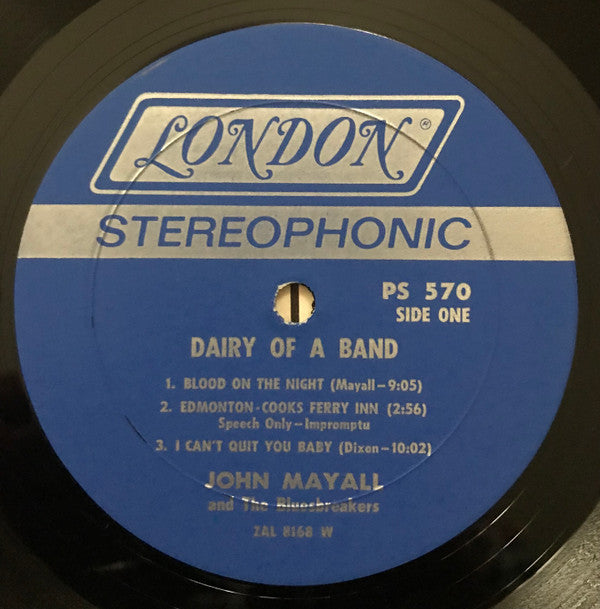 LONDON®
STEREOPHONIC
PS 570
SIDE ONE
DAIRY OF A BAND
1. BLOOD ON THE NIGHT (Mayall-9:05)
2. EDMONTON-COOKS FERRY INN (2:56)
Speech Only-Impromptu
3. I CAN'T QUIT YOU BABY (Dixon-10:02)
JOHN MAYALL
and The Bluesbreakers
ZAL 8168 W